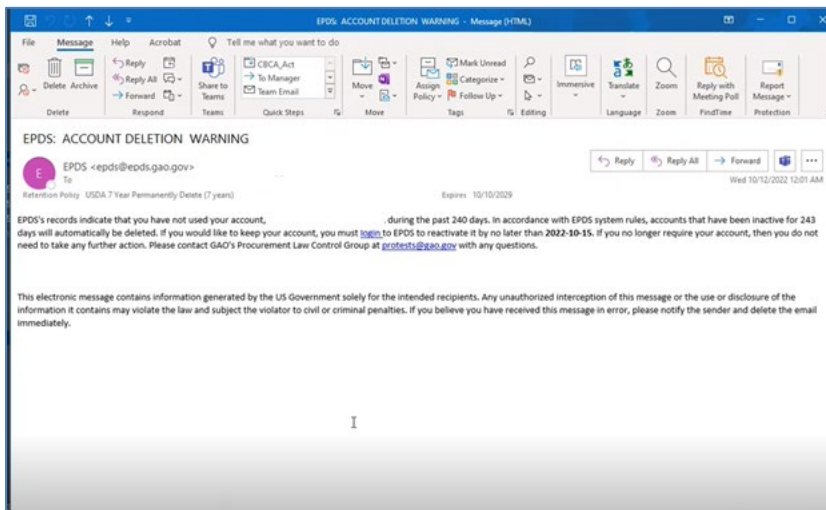 EPDS: ACCOUNT DELETION WARNING - Message (HTML)
File Message Help Acrobat Tell me what you want to do
Delete Archive
Reply
Reply All
Forward
Share to Teams
CBCA_Act
To Manager
Team Email
Move
Assign Policy
Mark Unread
Categorize
Follow Up
Immersive
Translate
Zoom
Reply with Meeting Poll
Report Message
Delete Respond Teams Quick Steps Move Tags Editing Language Zoom FindTime Protection
EPDS: ACCOUNT DELETION WARNING
E
EPDS <epds@epds.gao.gov>
To
Reply Reply All Forward
Wed 10/12/2022 12:01 AM
Retention Policy USDA 7 Year Permanently Delete (7 years) Expires 10/10/2029
EPDS's records indicate that you have not used your account, , during the past 240 days. In accordance with EPDS system rules, accounts that have been inactive for 243
days will automatically be deleted. If you would like to keep your account, you must login to EPDS to reactivate it by no later than 2022-10-15. If you no longer require your account, then you do not
need to take any further action. Please contact GAO's Procurement Law Control Group at protests@gao.gov with any questions.
This electronic message contains information generated by the US Government solely for the intended recipients. Any unauthorized interception of this message or the use or disclosure of the
information it contains may violate the law and subject the violator to civil or criminal penalties. If you believe you have received this message in error, please notify the sender and delete the email
immediately.